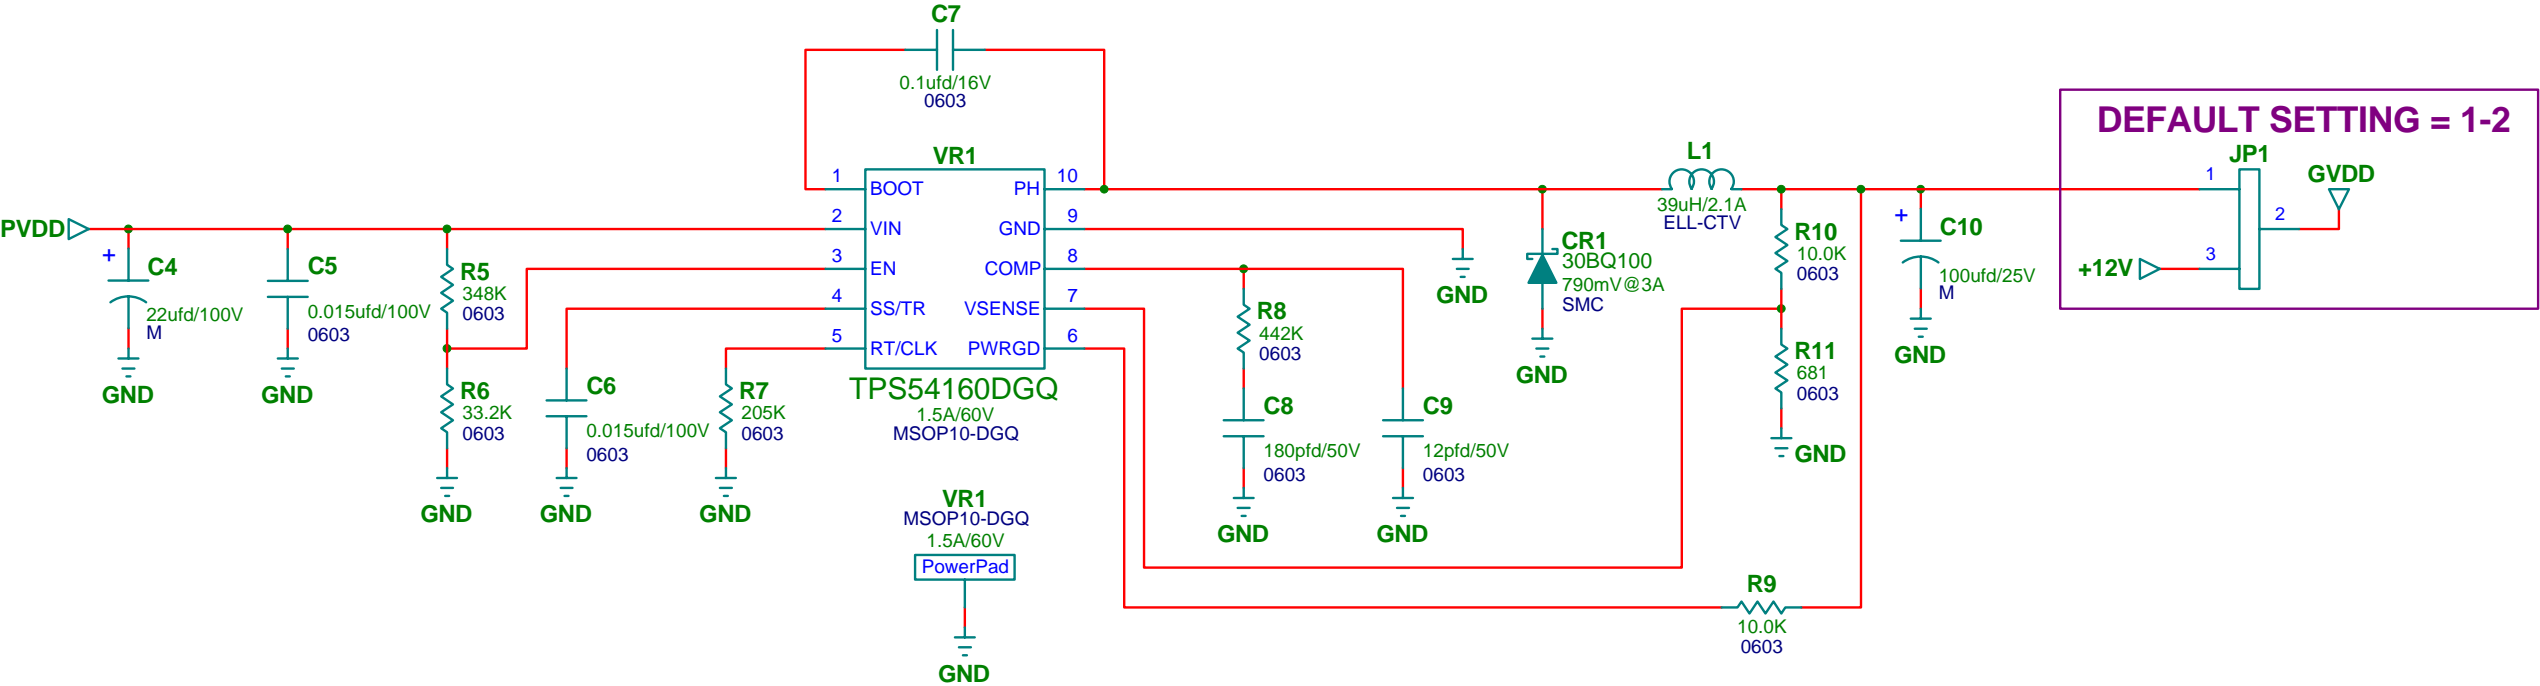 C7
0.1ufd/16V
0603
DEFAULT SETTING = 1-2
JP1
1
2
3
GVDD
+12V
VR1
1 BOOT
2 VIN
3 EN
4 SS/TR
5 RT/CLK
PH 10
GND 9
COMP 8
VSENSE 7
PWRGD 6
TPS54160DGQ
1.5A/60V
MSOP10-DGQ
PVDD
+
C4
22ufd/100V
M
GND
C5
0.015ufd/100V
0603
GND
R5
348K
0603
R6
33.2K
0603
GND
C6
0.015ufd/100V
0603
GND
R7
205K
0603
GND
VR1
MSOP10-DGQ
1.5A/60V
PowerPad
GND
R8
442K
0603
C8
180pfd/50V
0603
GND
C9
12pfd/50V
0603
GND
GND
CR1
30BQ100
790mV@3A
SMC
GND
L1
39uH/2.1A
ELL-CTV
R10
10.0K
0603
R11
681
0603
GND
+
C10
100ufd/25V
M
GND
R9
10.0K
0603